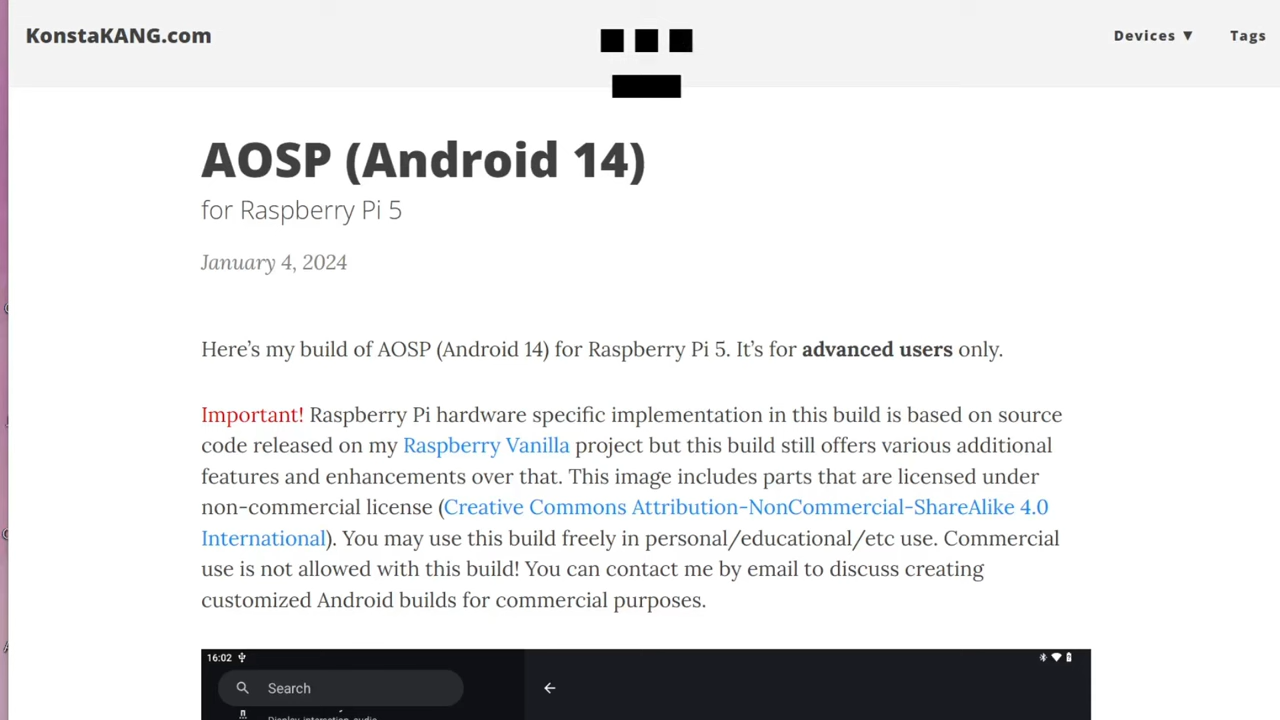 KonstaKANG.com
Devices ▼ Tags
AOSP (Android 14)
for Raspberry Pi 5
January 4, 2024
Here's my build of AOSP (Android 14) for Raspberry Pi 5. It's for advanced users only.
Important! Raspberry Pi hardware specific implementation in this build is based on source
code released on my Raspberry Vanilla project but this build still offers various additional
features and enhancements over that. This image includes parts that are licensed under
non-commercial license (Creative Commons Attribution-NonCommercial-ShareAlike 4.0
International). You may use this build freely in personal/educational/etc use. Commercial
use is not allowed with this build! You can contact me by email to discuss creating
customized Android builds for commercial purposes.
16:02
Search